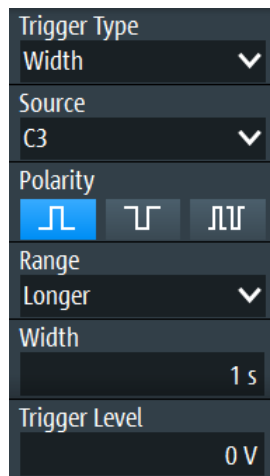 Trigger Type
Width
Source
C3
Polarity
Range
Longer
Width
1 s
Trigger Level
0 V